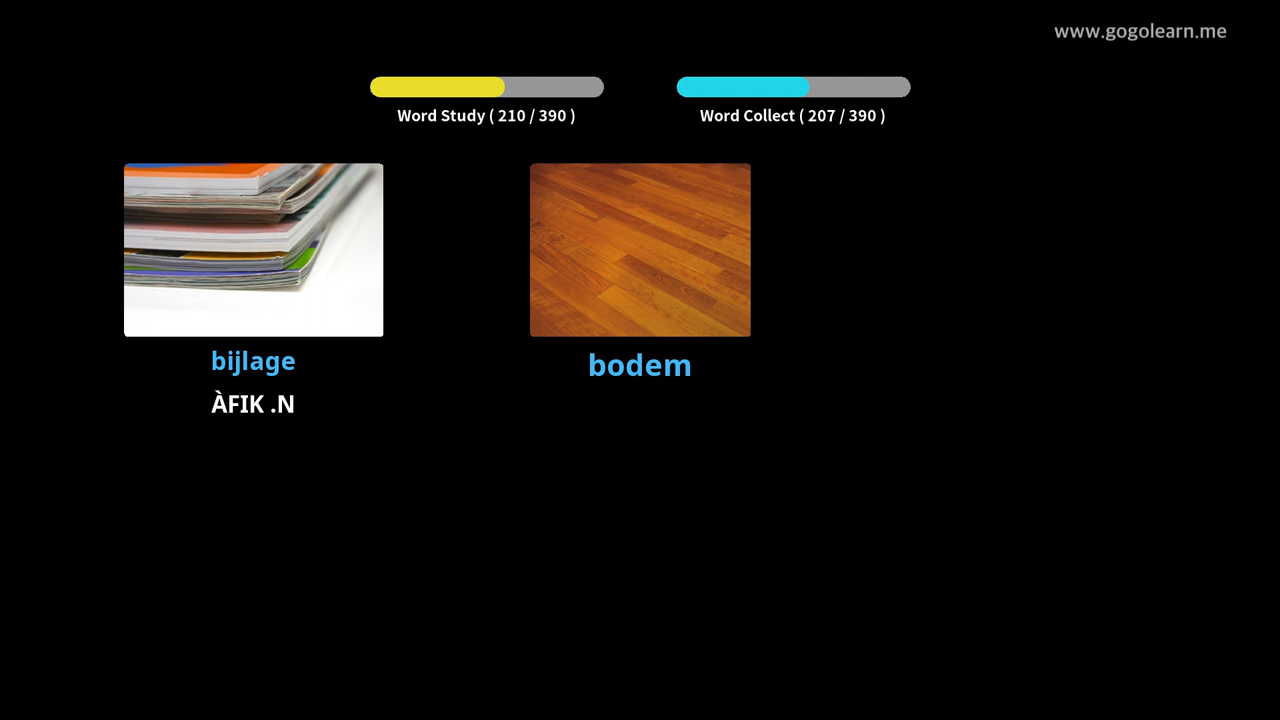 www.gogolearn.me
Word Study ( 210 / 390 )
Word Collect ( 207 / 390 )
bijlage
ÀFIK .N
bodem